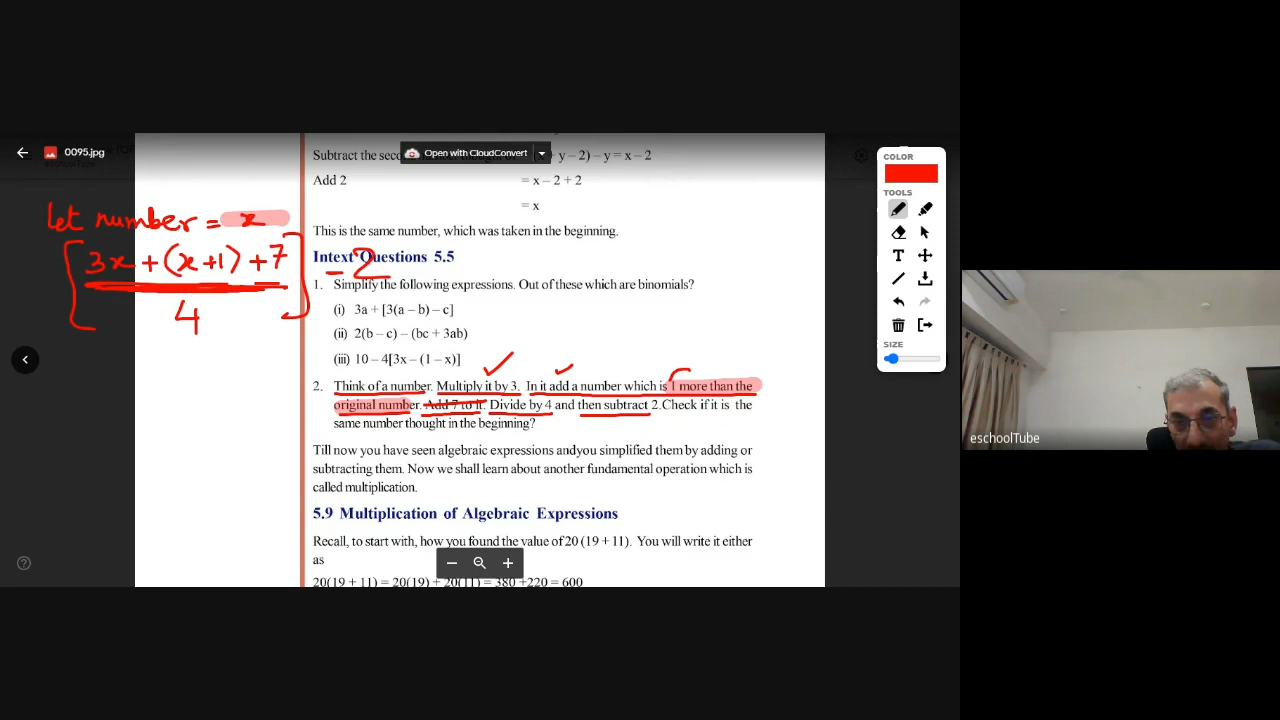 0095.jpg
Open with CloudConvert
Subtract the
y – 2) – y = x – 2
Add 2 = x – 2 + 2
= x
This is the same number, which was taken in the beginning.
let number = x
[3x + (x+1) + 7 / 4] - 2
Intext Questions 5.5
1. Simplify the following expressions. Out of these which are binomials?
(i) 3a + [3(a – b) – c]
(ii) 2(b – c) – (bc + 3ab)
(iii) 10 – 4[3x – (1 – x)]
2. Think of a number. Multiply it by 3. In it add a number which is 1 more than the
original number. Add 7 to it. Divide by 4 and then subtract 2.Check if it is the
same number thought in the beginning?
Till now you have seen algebraic expressions andyou simplified them by adding or
subtracting them. Now we shall learn about another fundamental operation which is
called multiplication.
5.9 Multiplication of Algebraic Expressions
Recall, to start with, how you found the value of 20 (19 + 11). You will write it either
as
20(19 + 11) = 20(19) + 20(11) = 380 +220 = 600
COLOR
TOOLS
T
SIZE
eschoolTube